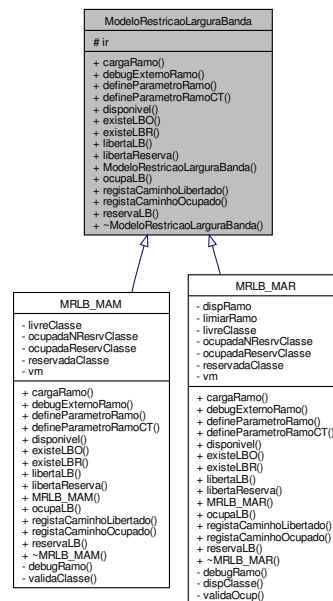 ModeloRestricaoLarguraBanda
# ir
+ cargaRamo()
+ debugExternoRamo()
+ defineParametroRamo()
+ defineParametroRamoCT()
+ disponivel()
+ existeLBO()
+ existeLBR()
+ libertaLB()
+ libertaReserva()
+ ModeloRestricaoLarguraBanda()
+ ocupaLB()
+ registaCaminhoLibertado()
+ registaCaminhoOcupado()
+ reservaLB()
+ ~ModeloRestricaoLarguraBanda()
MRLB_MAM
- livreClasse
- ocupadaNResrvClasse
- ocupadaReservClasse
- reservadaClasse
- vm
+ cargaRamo()
+ debugExternoRamo()
+ defineParametroRamo()
+ defineParametroRamoCT()
+ disponivel()
+ existeLBO()
+ existeLBR()
+ libertaLB()
+ libertaReserva()
+ MRLB_MAM()
+ ocupaLB()
+ registaCaminhoLibertado()
+ registaCaminhoOcupado()
+ reservaLB()
+ ~MRLB_MAM()
- debugRamo()
- validaClasse()
MRLB_MAR
- dispRamo
- limiarRamo
- livreClasse
- ocupadaNResrvClasse
- ocupadaReservClasse
- reservadaClasse
- vm
+ cargaRamo()
+ debugExternoRamo()
+ defineParametroRamo()
+ defineParametroRamoCT()
+ disponivel()
+ existeLBO()
+ existeLBR()
+ libertaLB()
+ libertaReserva()
+ MRLB_MAR()
+ ocupaLB()
+ registaCaminhoLibertado()
+ registaCaminhoOcupado()
+ reservaLB()
+ ~MRLB_MAR()
- debugRamo()
- dispClasse()
- validaOcup()